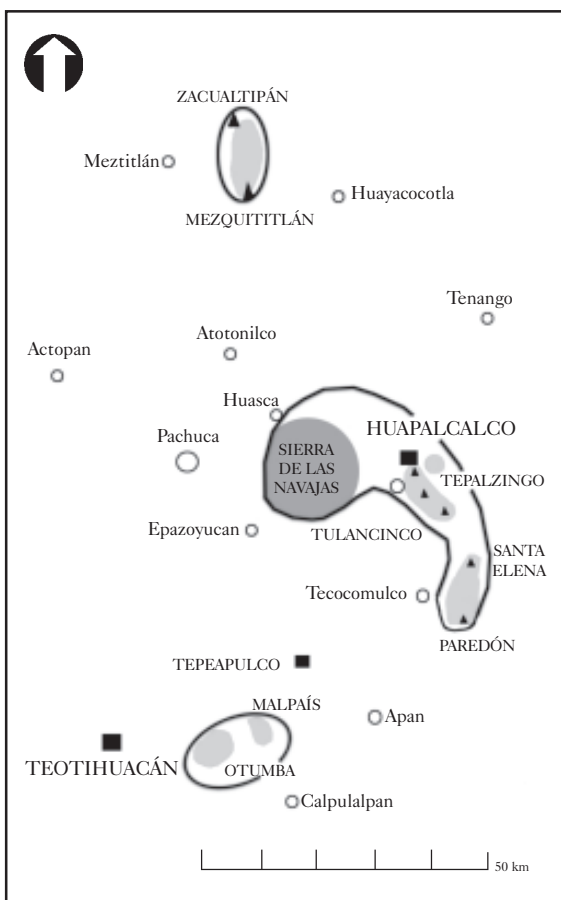 ZACUALTIPÁN
Meztitlán
Huayacocotla
MEZQUITITLÁN
Tenango
Atotonilco
Actopan
Huasca
HUAPALCALCO
Pachuca
SIERRA
DE LAS
NAVAJAS
TEPALZINGO
Epazoyucan
TULANCINCO
SANTA
ELENA
Tecocomulco
PAREDÓN
TEPEAPULCO
MALPAÍS
Apan
TEOTIHUACÁN
OTUMBA
Calpulalpan
50 km